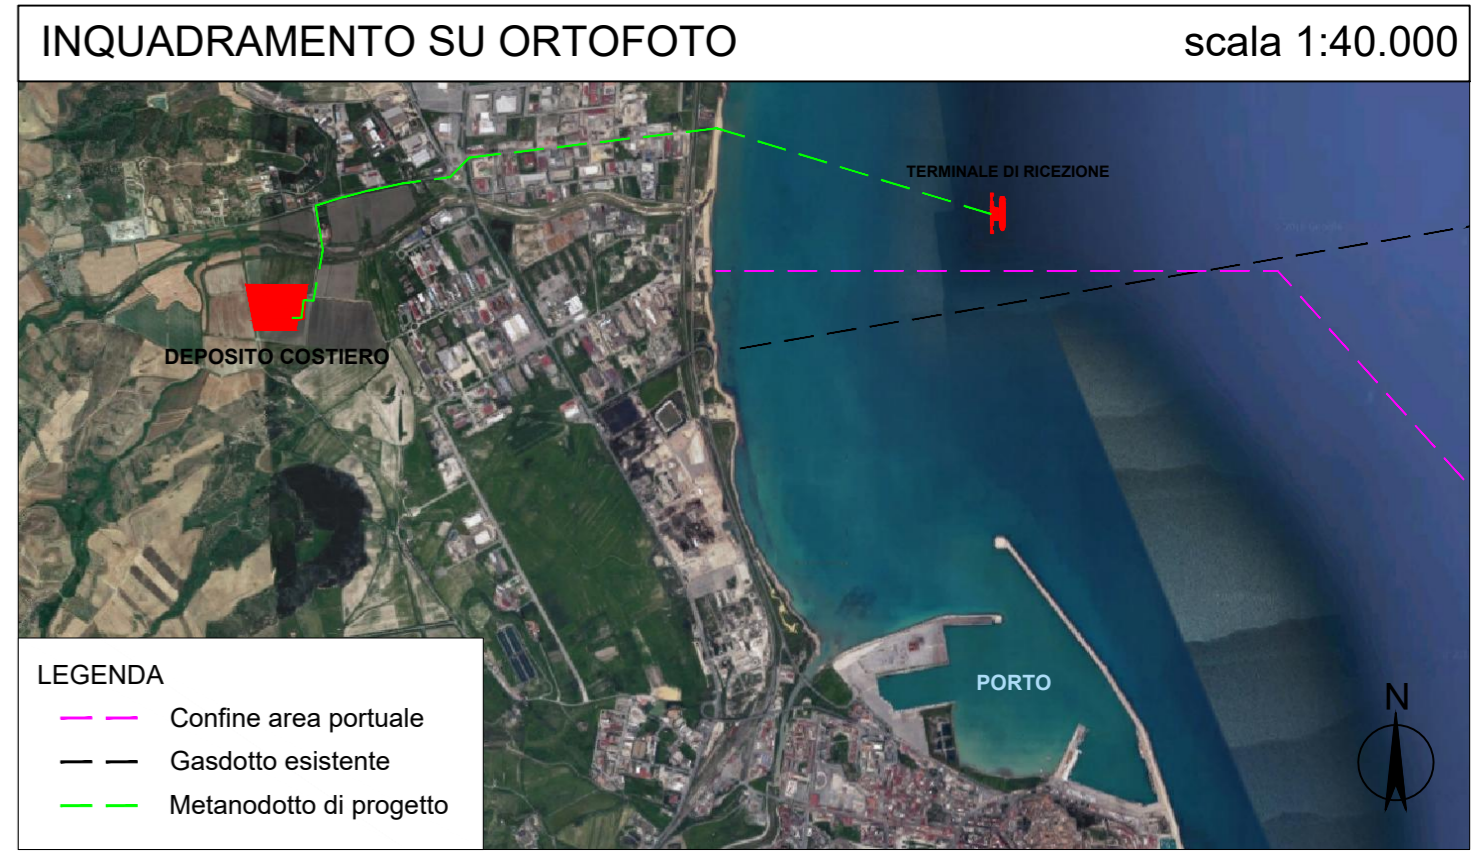 INQUADRAMENTO SU ORTOFOTO
scala 1:40.000
TERMINALE DI RICEZIONE
DEPOSITO COSTIERO
PORTO
N
LEGENDA
Confine area portuale
Gasdotto esistente
Metanodotto di progetto